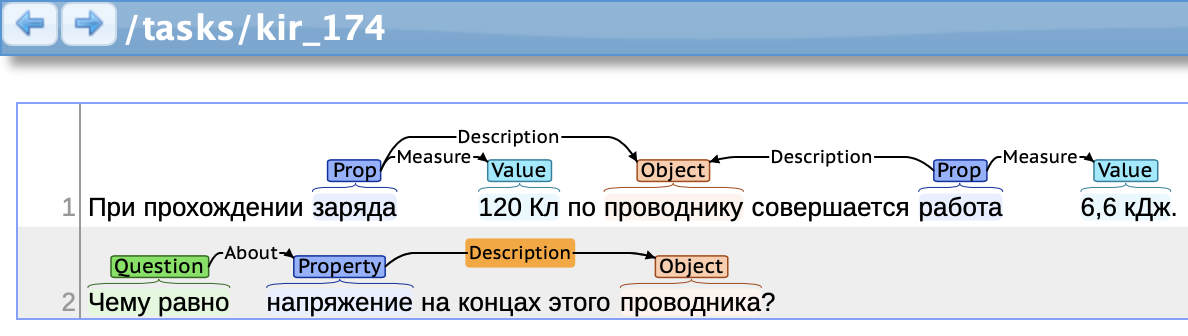 /tasks/kir_174
Description
Prop Measure Value Object Description Prop Measure Value
1 При прохождении заряда 120 Кл по проводнику совершается работа 6,6 кДж.
Question About Property Description Object
2 Чему равно напряжение на концах этого проводника?